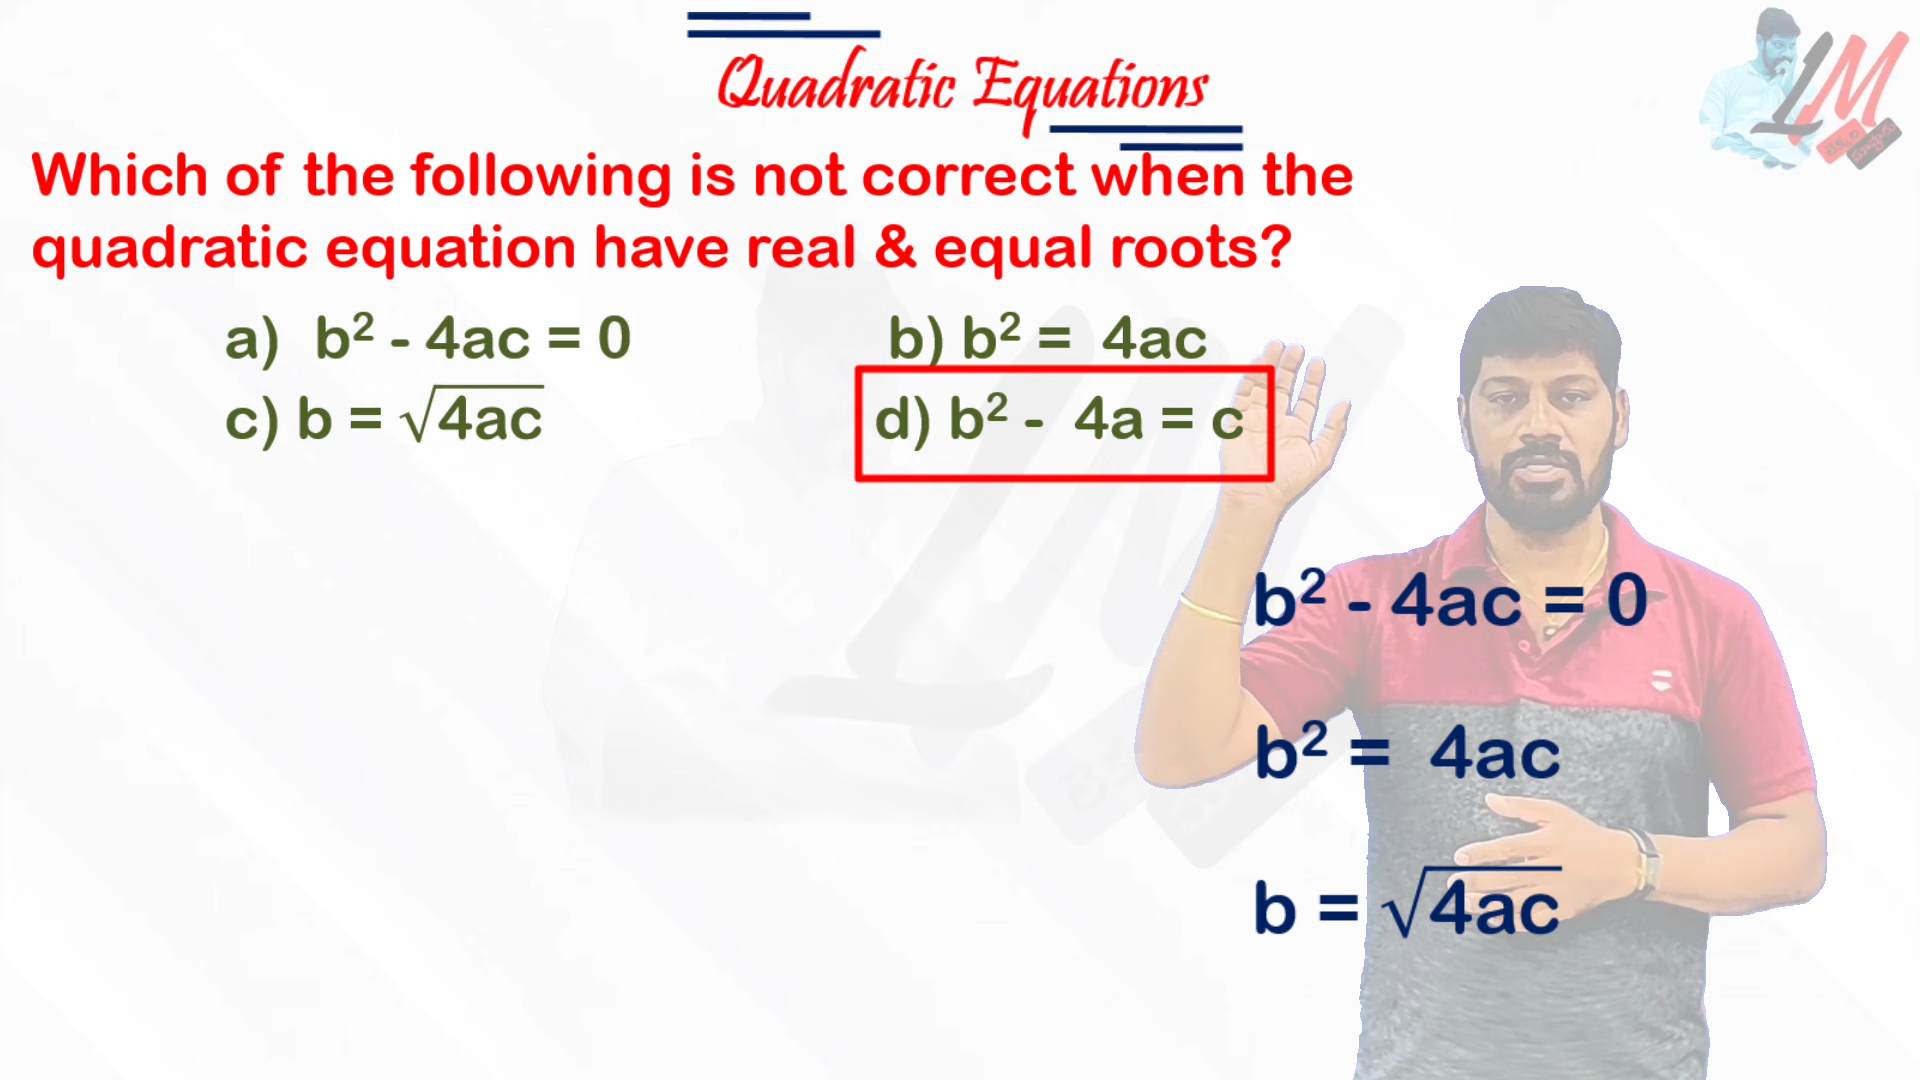 Quadratic Equations
LM
Which of the following is not correct when the
quadratic equation have real & equal roots?
a) b² - 4ac = 0
b) b² = 4ac
c) b = √4ac
d) b² - 4a = c
b² - 4ac = 0
b² = 4ac
b = √4ac